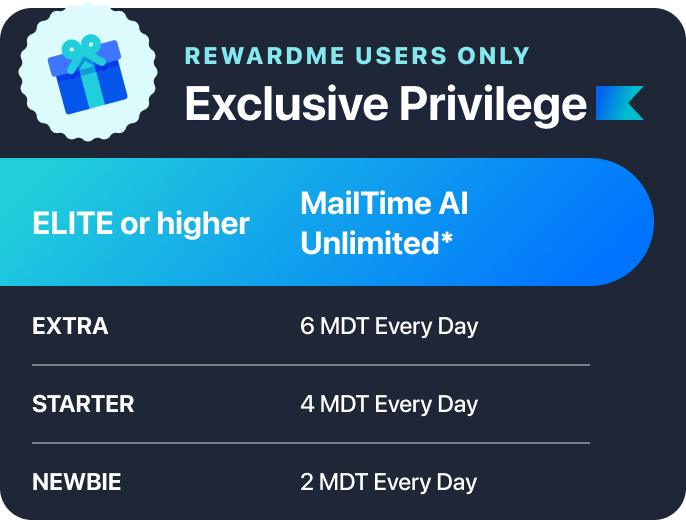 REWARDME USERS ONLY
Exclusive Privilege
ELITE or higher
MailTime AI
Unlimited*
EXTRA
6 MDT Every Day
STARTER
4 MDT Every Day
NEWBIE
2 MDT Every Day